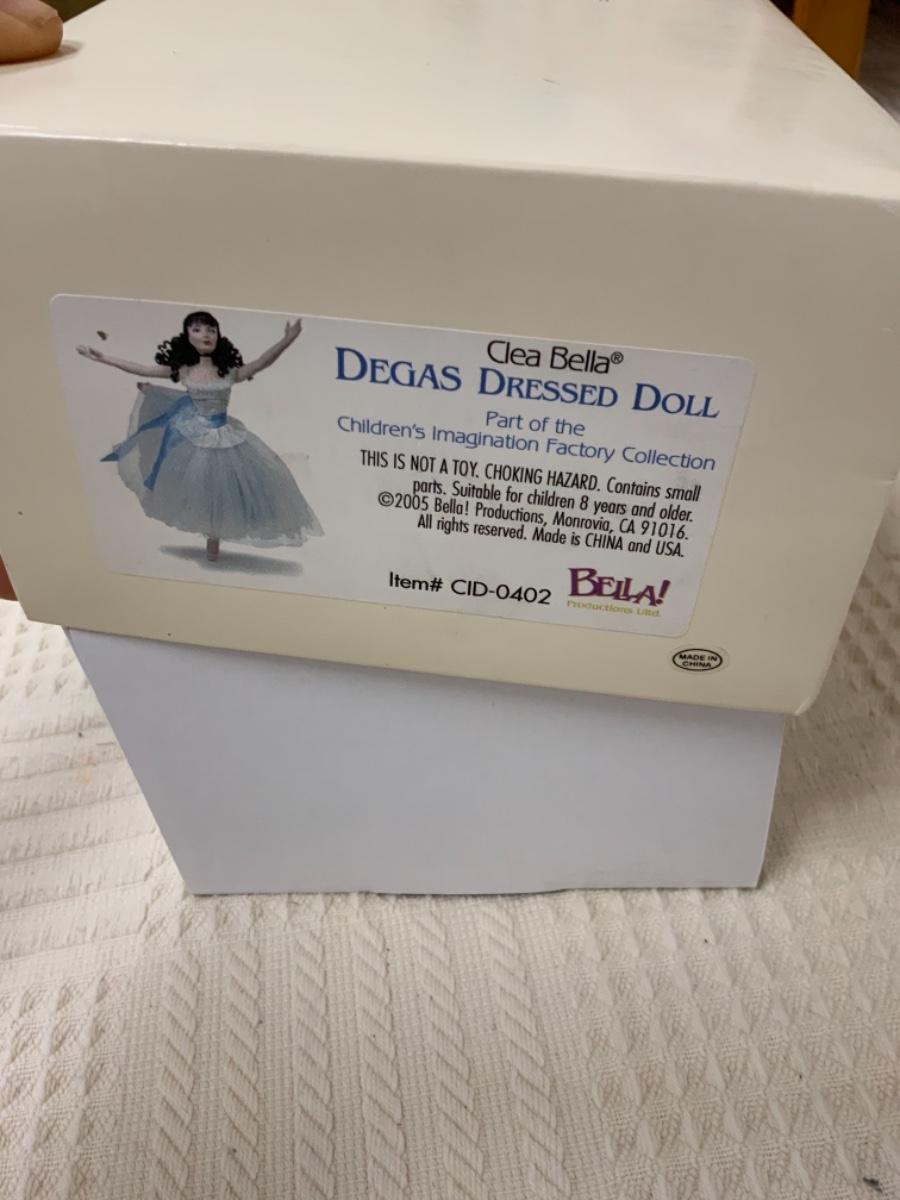 Clea Bella®
DEGAS DRESSED DOLL
Part of the
Children's Imagination Factory Collection
THIS IS NOT A TOY. CHOKING HAZARD. Contains small
parts. Suitable for children 8 years and older.
©2005 Bella! Productions, Monrovia, CA 91016.
All rights reserved. Made is CHINA and USA.
Item# CID-0402
BELLA!
Productions Ultd.
MADE IN
CHINA